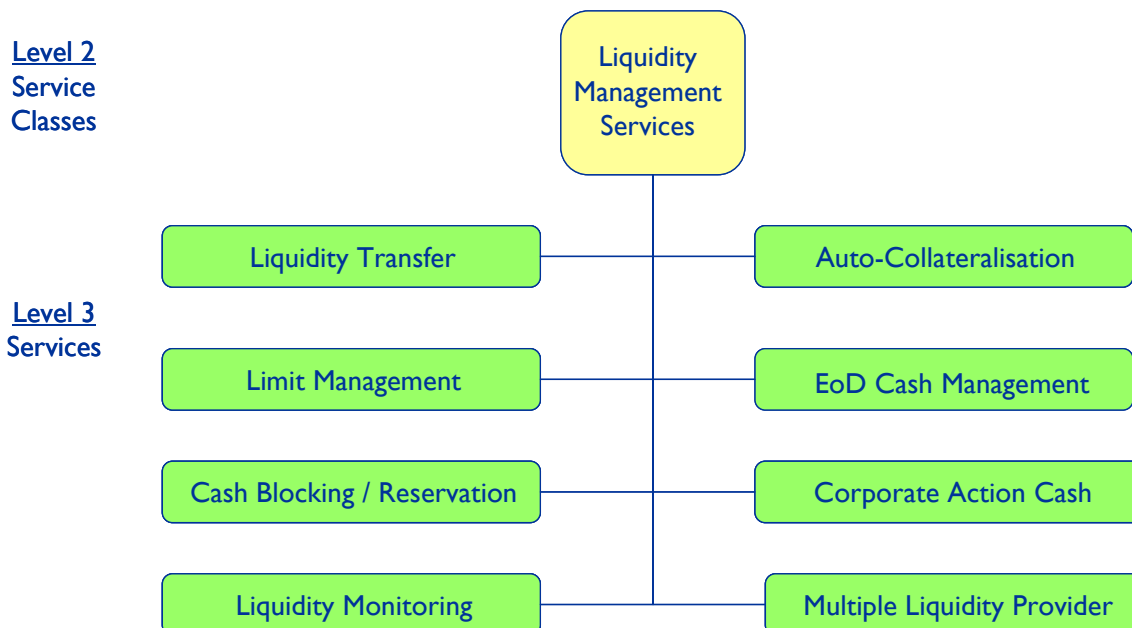 Level 2
Service
Classes
Liquidity
Management
Services
Liquidity Transfer
Auto-Collateralisation
Level 3
Services
Limit Management
EoD Cash Management
Cash Blocking / Reservation
Corporate Action Cash
Liquidity Monitoring
Multiple Liquidity Provider